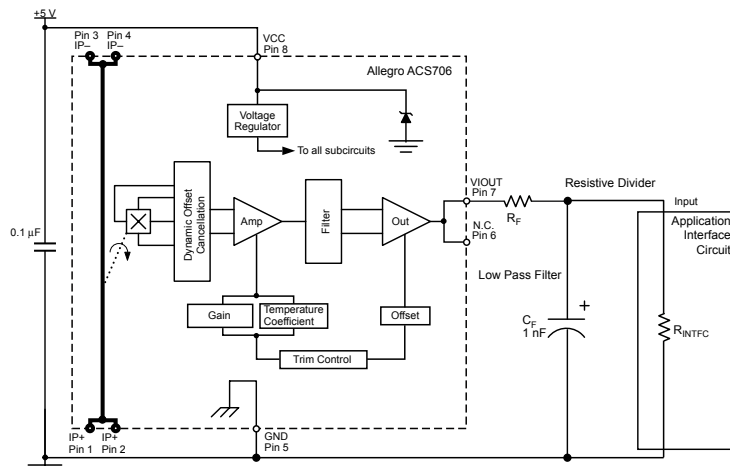 +5 V
Pin 3 Pin 4
IP– IP–
VCC
Pin 8
Allegro ACS706
Voltage
Regulator
To all subcircuits
0.1 µF
Dynamic Offset
Cancellation
Amp
Filter
Out
VIOUT
Pin 7
N.C.
Pin 6
RF
Resistive Divider
Input
Application
Interface
Circuit
Low Pass Filter
Gain
Temperature
Coefficient
Offset
Trim Control
CF
1 nF
+
RINTFC
IP+ IP+
Pin 1 Pin 2
GND
Pin 5